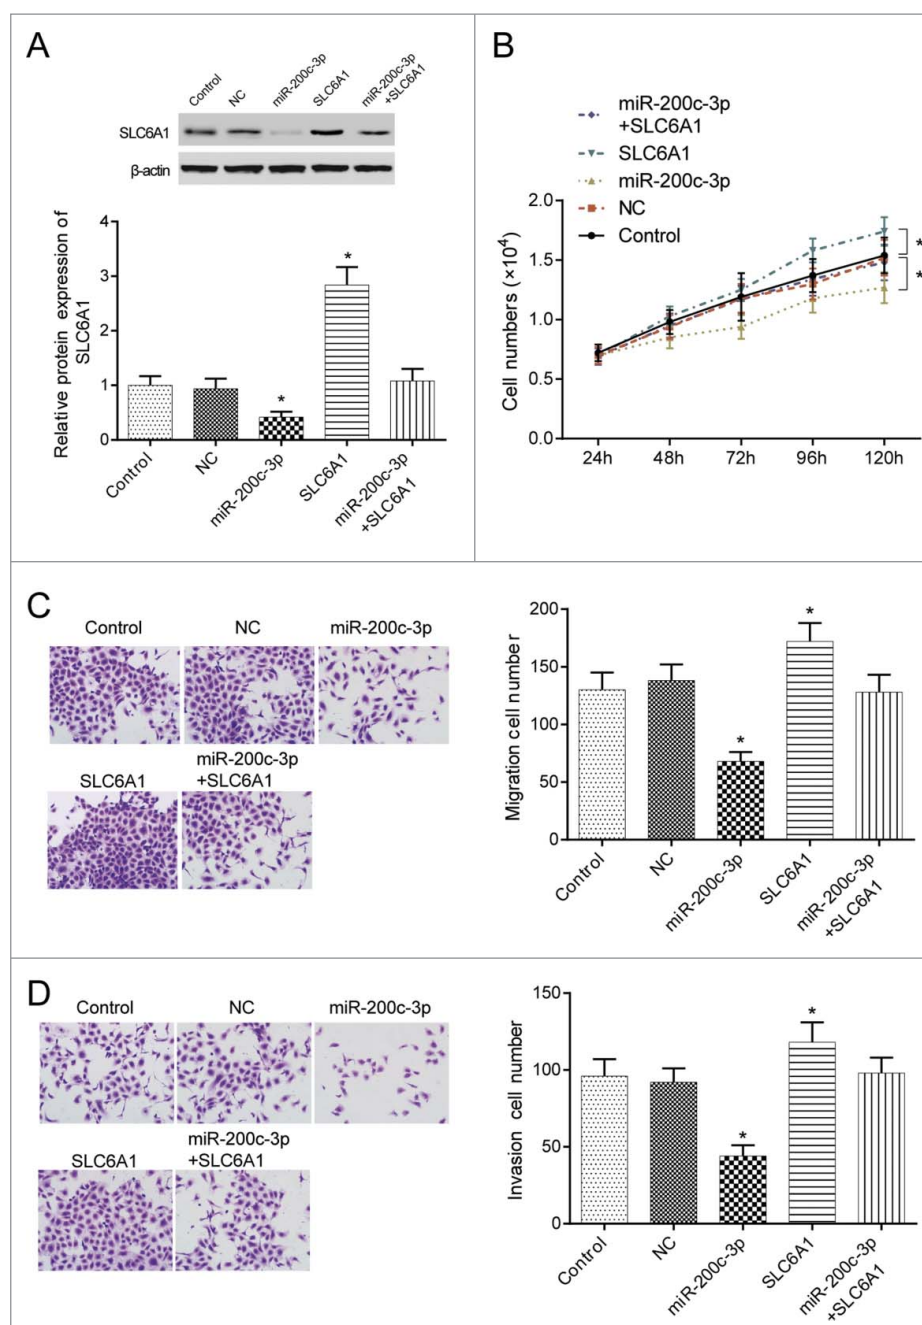 A
Control
NC
miR-200c-3p
SLC6A1
miR-200c-3p
+SLC6A1
SLC6A1
β-actin
Relative protein expression of
SLC6A1
4
3
2
1
0
*
*
Control
NC
miR-200c-3p
SLC6A1
miR-200c-3p
+SLC6A1
B
miR-200c-3p
+SLC6A1
SLC6A1
miR-200c-3p
NC
Control
Cell numbers (×10⁴)
2.0
1.5
1.0
0.5
0.0
*
*
24h
48h
72h
96h
120h
C
Control
NC
miR-200c-3p
SLC6A1
miR-200c-3p
+SLC6A1
Migration cell number
200
150
100
50
0
*
*
Control
NC
miR-200c-3p
SLC6A1
miR-200c-3p
+SLC6A1
D
Control
NC
miR-200c-3p
SLC6A1
miR-200c-3p
+SLC6A1
Invasion cell number
150
100
50
0
*
*
Control
NC
miR-200c-3p
SLC6A1
miR-200c-3p
+SLC6A1